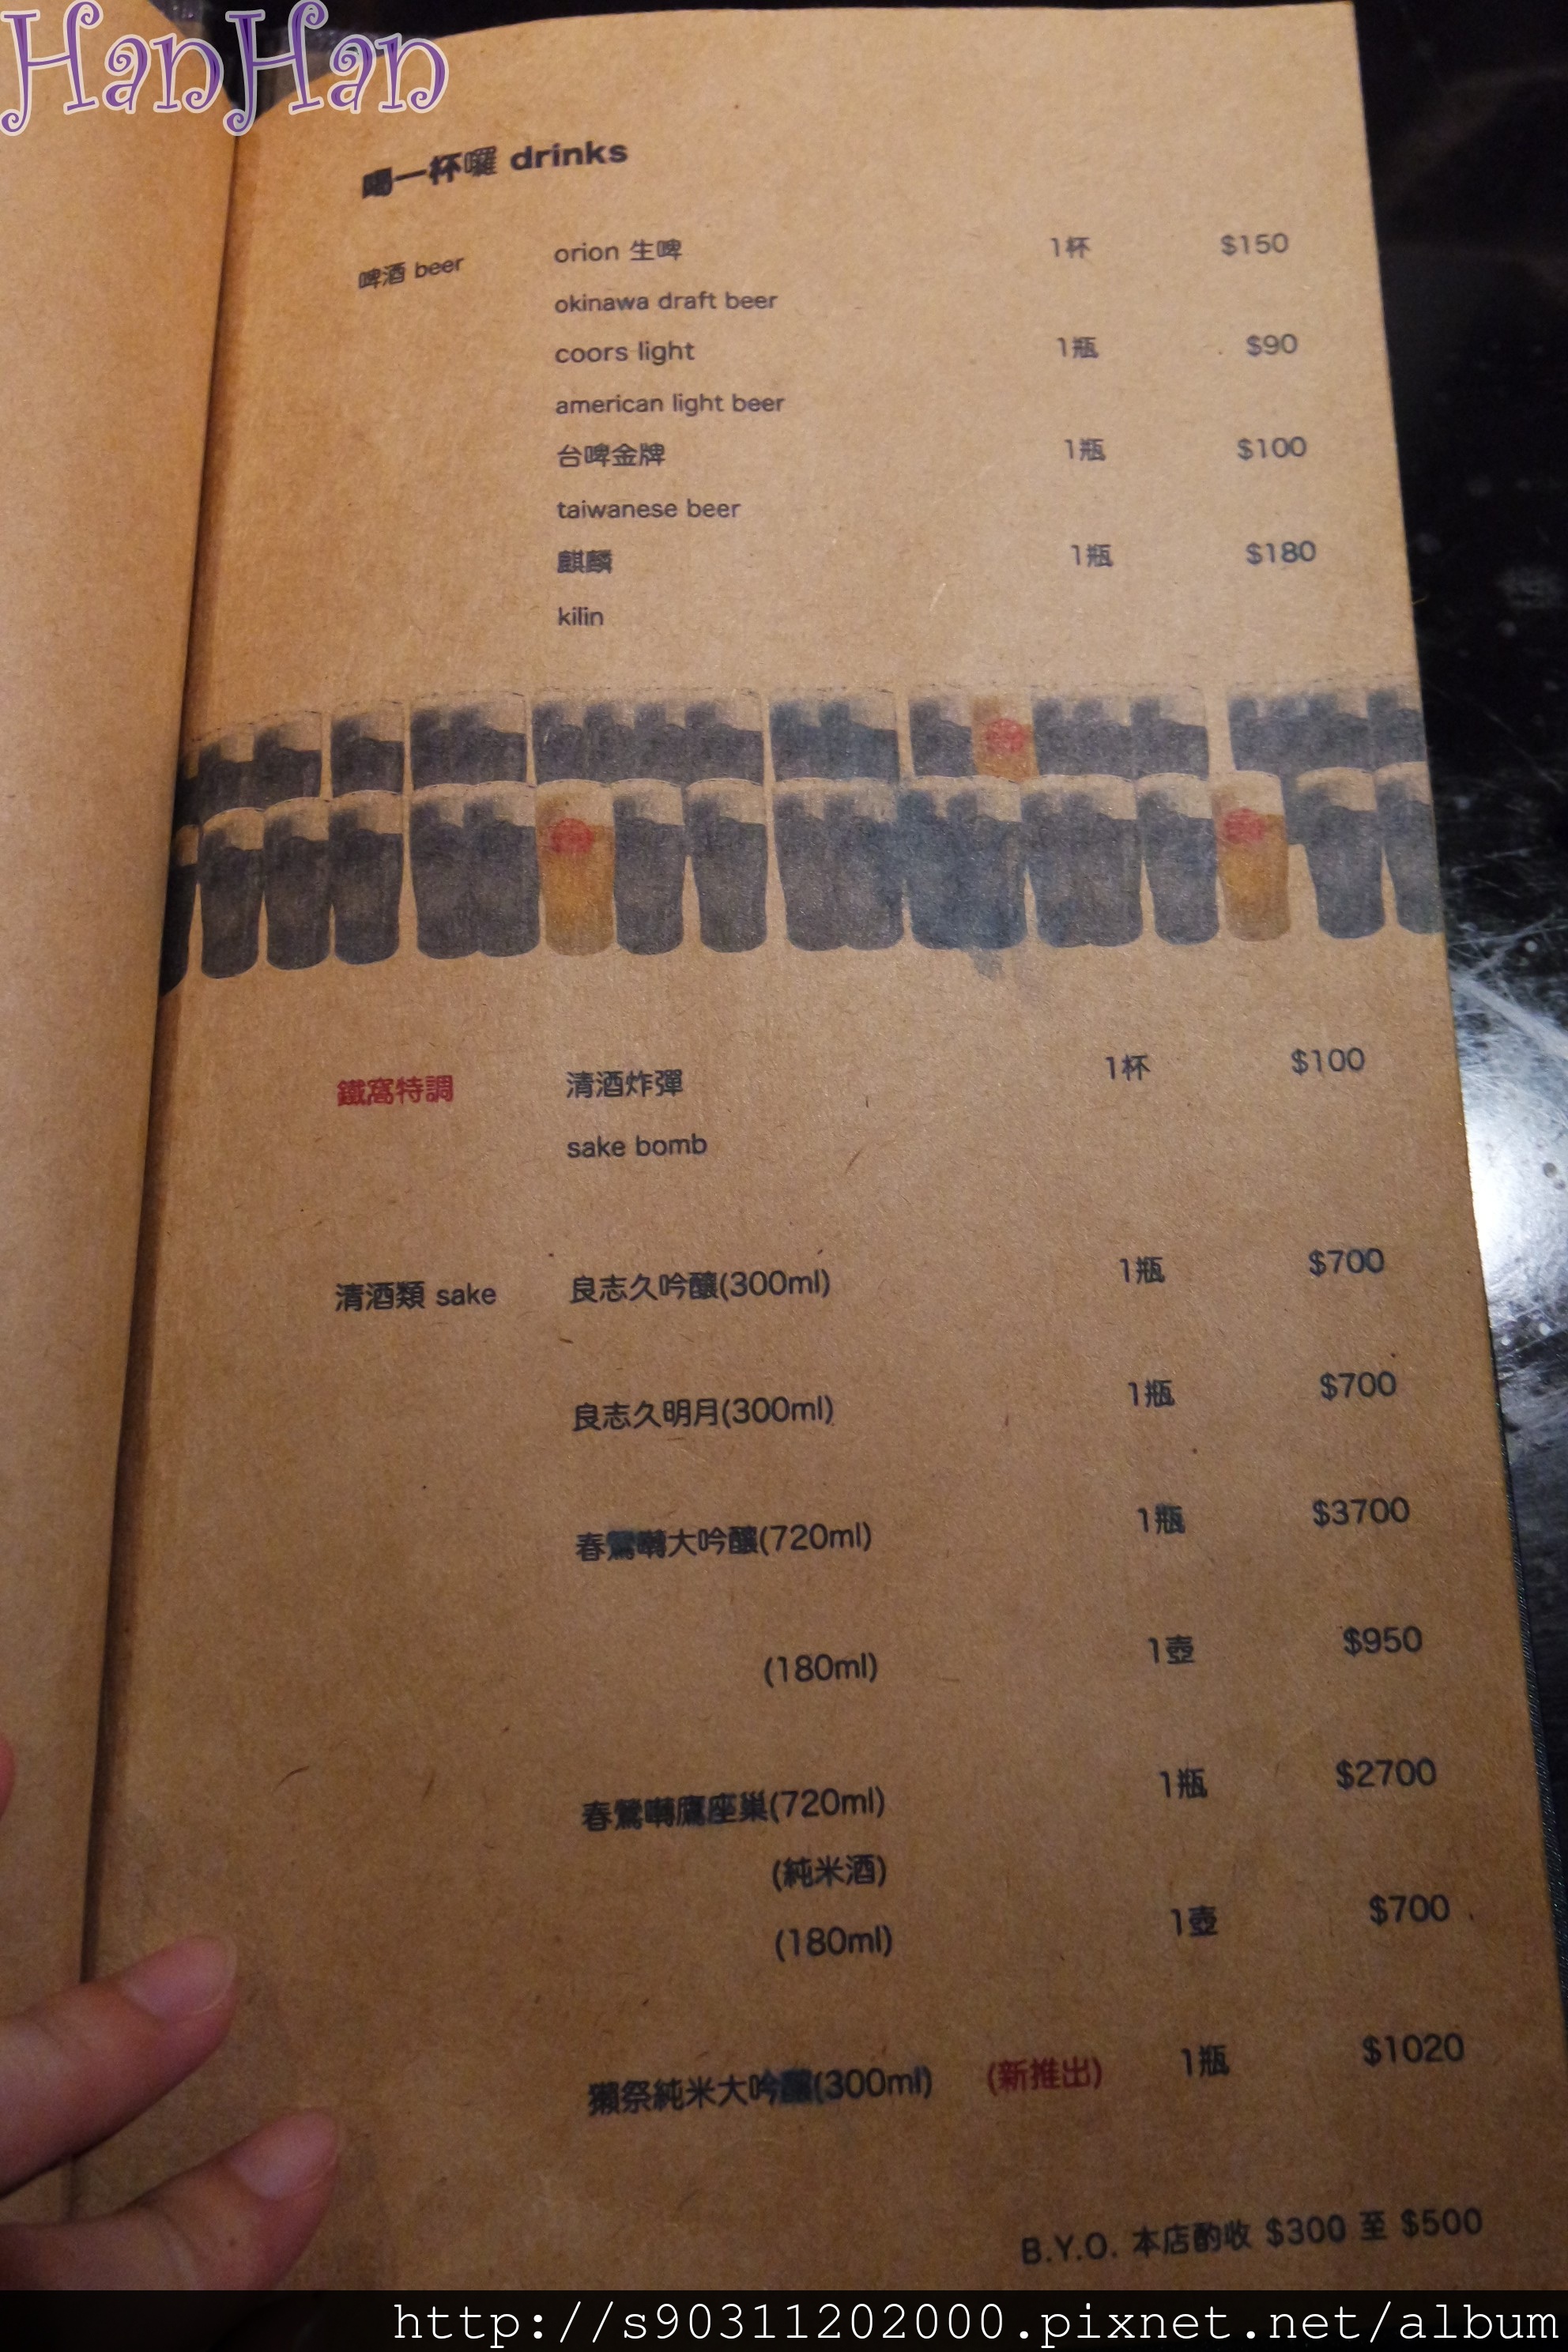 HanHan
喝一杯囉 drinks
啤酒 beer orion 生啤 1杯 $150
okinawa draft beer
coors light 1瓶 $90
american light beer
台啤金牌 1瓶 $100
taiwanese beer
麒麟 1瓶 $180
kilin
鐵窩特調 清酒炸彈 1杯 $100
sake bomb
清酒類 sake 良志久吟釀(300ml) 1瓶 $700
良志久明月(300ml) 1瓶 $700
春鶯囀大吟釀(720ml) 1瓶 $3700
(180ml) 1壺 $950
春鶯囀鷹座巢(720ml) 1瓶 $2700
(純米酒)
(180ml) 1壺 $700
獺祭純米大吟釀(300ml) (新推出) 1瓶 $1020
B.Y.O. 本店酌收 $300 至 $500
http://s90311202000.pixnet.net/album